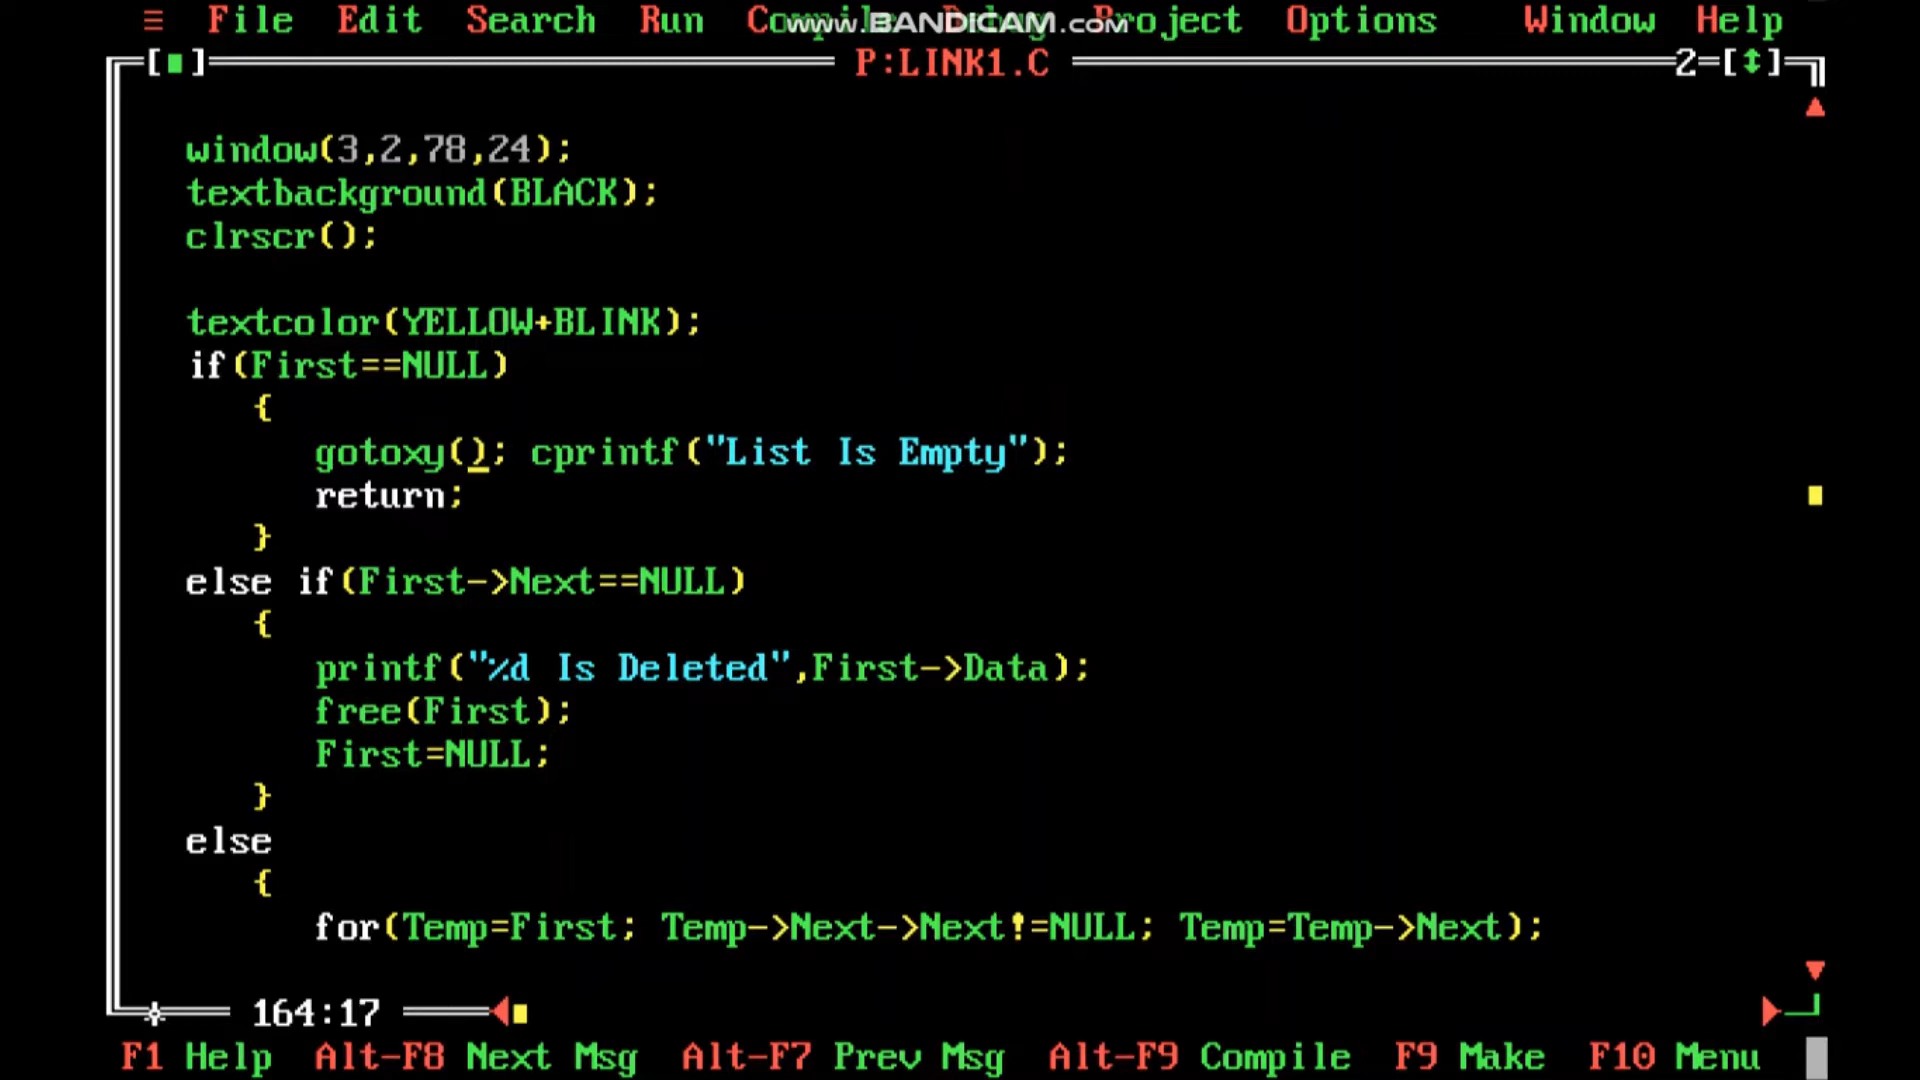 ≡ File Edit Search Run Compile Debug Project Options Window Help
www.BANDICAM.com
[■] P:LINK1.C 2=[↕]
window(3,2,78,24);
textbackground(BLACK);
clrscr();
textcolor(YELLOW+BLINK);
if(First==NULL)
{
gotoxy(); cprintf("List Is Empty");
return;
}
else if(First->Next==NULL)
{
printf("%d Is Deleted",First->Data);
free(First);
First=NULL;
}
else
{
for(Temp=First; Temp->Next->Next!=NULL; Temp=Temp->Next);
164:17
F1 Help Alt-F8 Next Msg Alt-F7 Prev Msg Alt-F9 Compile F9 Make F10 Menu